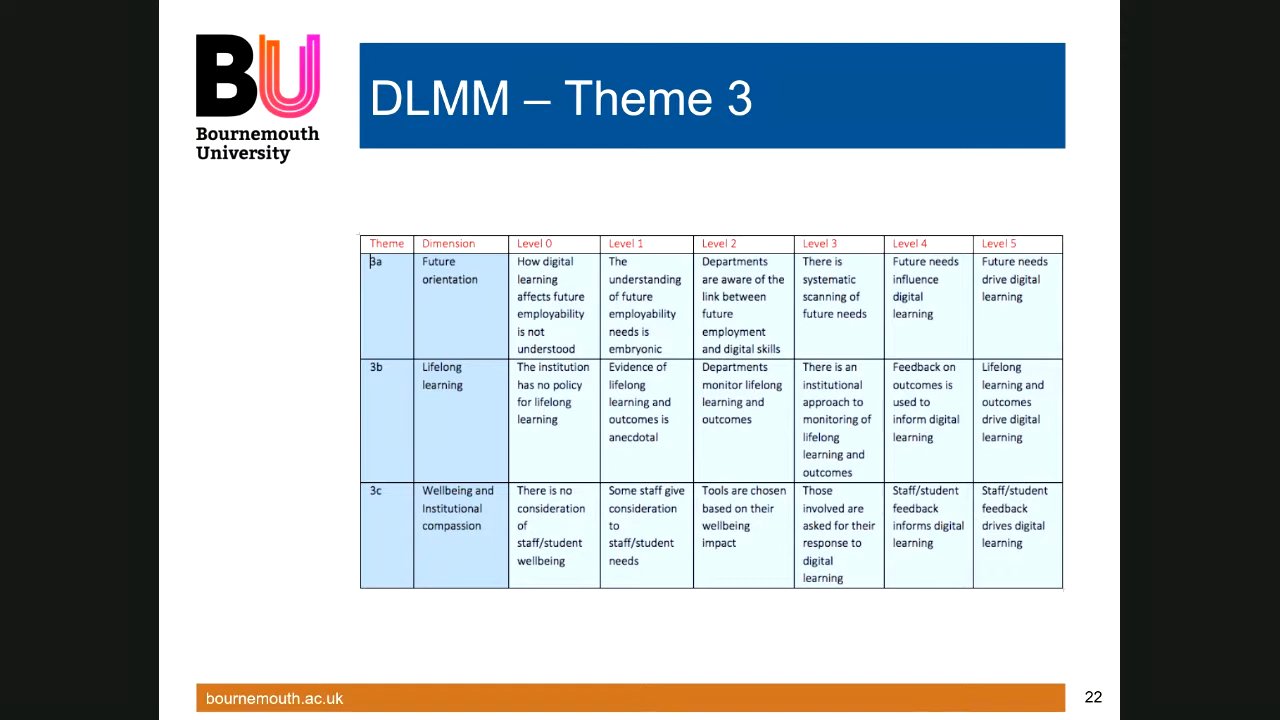 BU
Bournemouth
University
DLMM – Theme 3
Theme Dimension Level 0 Level 1 Level 2 Level 3 Level 4 Level 5
3a
Future
orientation
How digital
learning
affects future
employability
is not
understood
The
understanding
of future
employability
needs is
embryonic
Departments
are aware of the
link between
future
employment
and digital skills
There is
systematic
scanning of
future needs
Future needs
influence
digital
learning
Future needs
drive digital
learning
3b
Lifelong
learning
The institution
has no policy
for lifelong
learning
Evidence of
lifelong
learning and
outcomes is
anecdotal
Departments
monitor lifelong
learning and
outcomes
There is an
institutional
approach to
monitoring of
lifelong
learning and
outcomes
Feedback on
outcomes is
used to
inform digital
learning
Lifelong
learning and
outcomes
drive digital
learning
3c
Wellbeing and
Institutional
compassion
There is no
consideration
of
staff/student
wellbeing
Some staff give
consideration
to
staff/student
needs
Tools are chosen
based on their
wellbeing
impact
Those
involved are
asked for their
response to
digital
learning
Staff/student
feedback
informs digital
learning
Staff/student
feedback
drives digital
learning
bournemouth.ac.uk
22